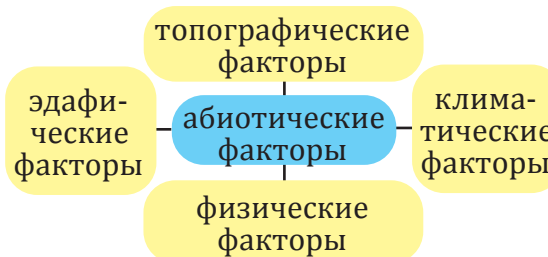 топографические
факторы
эдафи-
ческие
факторы
абиотические
факторы
клима-
тические
факторы
физические
факторы